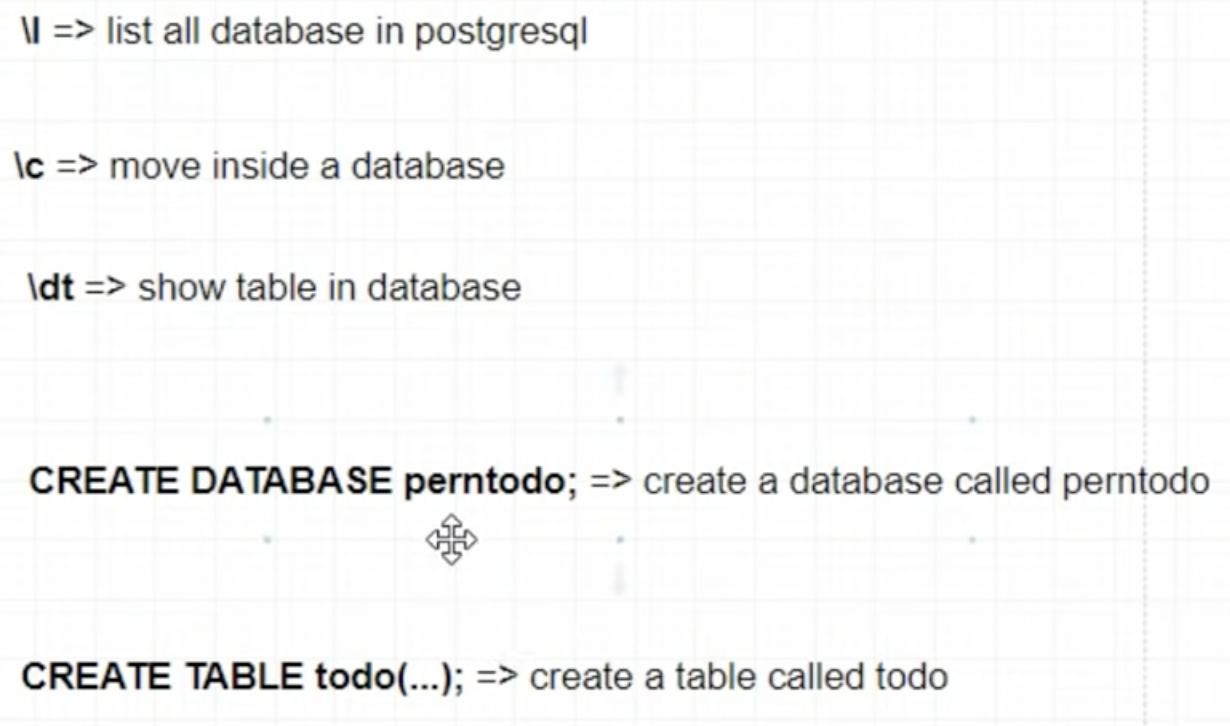 \l => list all database in postgresql
\c => move inside a database
\dt => show table in database
CREATE DATABASE perntodo; => create a database called perntodo
CREATE TABLE todo(...); => create a table called todo